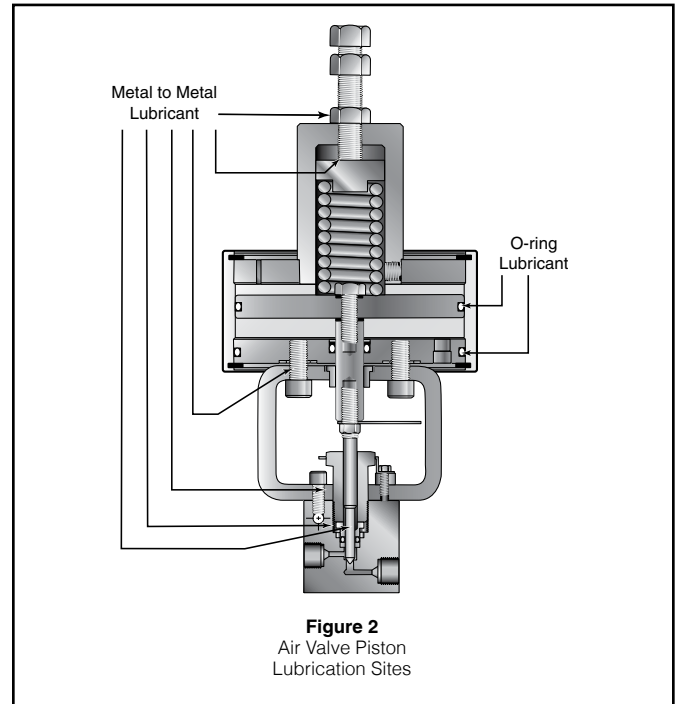 Metal to Metal
Lubricant
O-ring
Lubricant
Figure 2
Air Valve Piston
Lubrication Sites